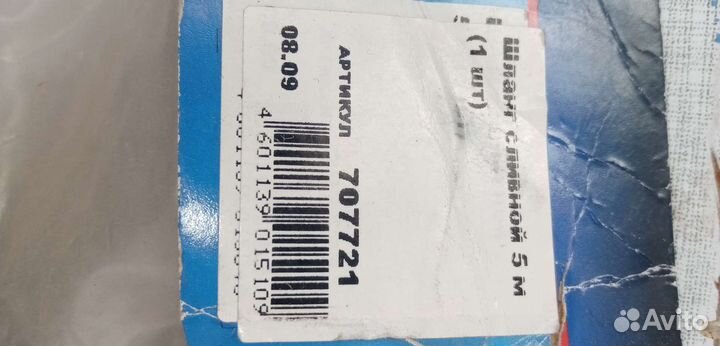 Шланг сливной 5 м
(1 шт)
АРТИКУЛ 707721
4 601139 015109
08.09
Avito